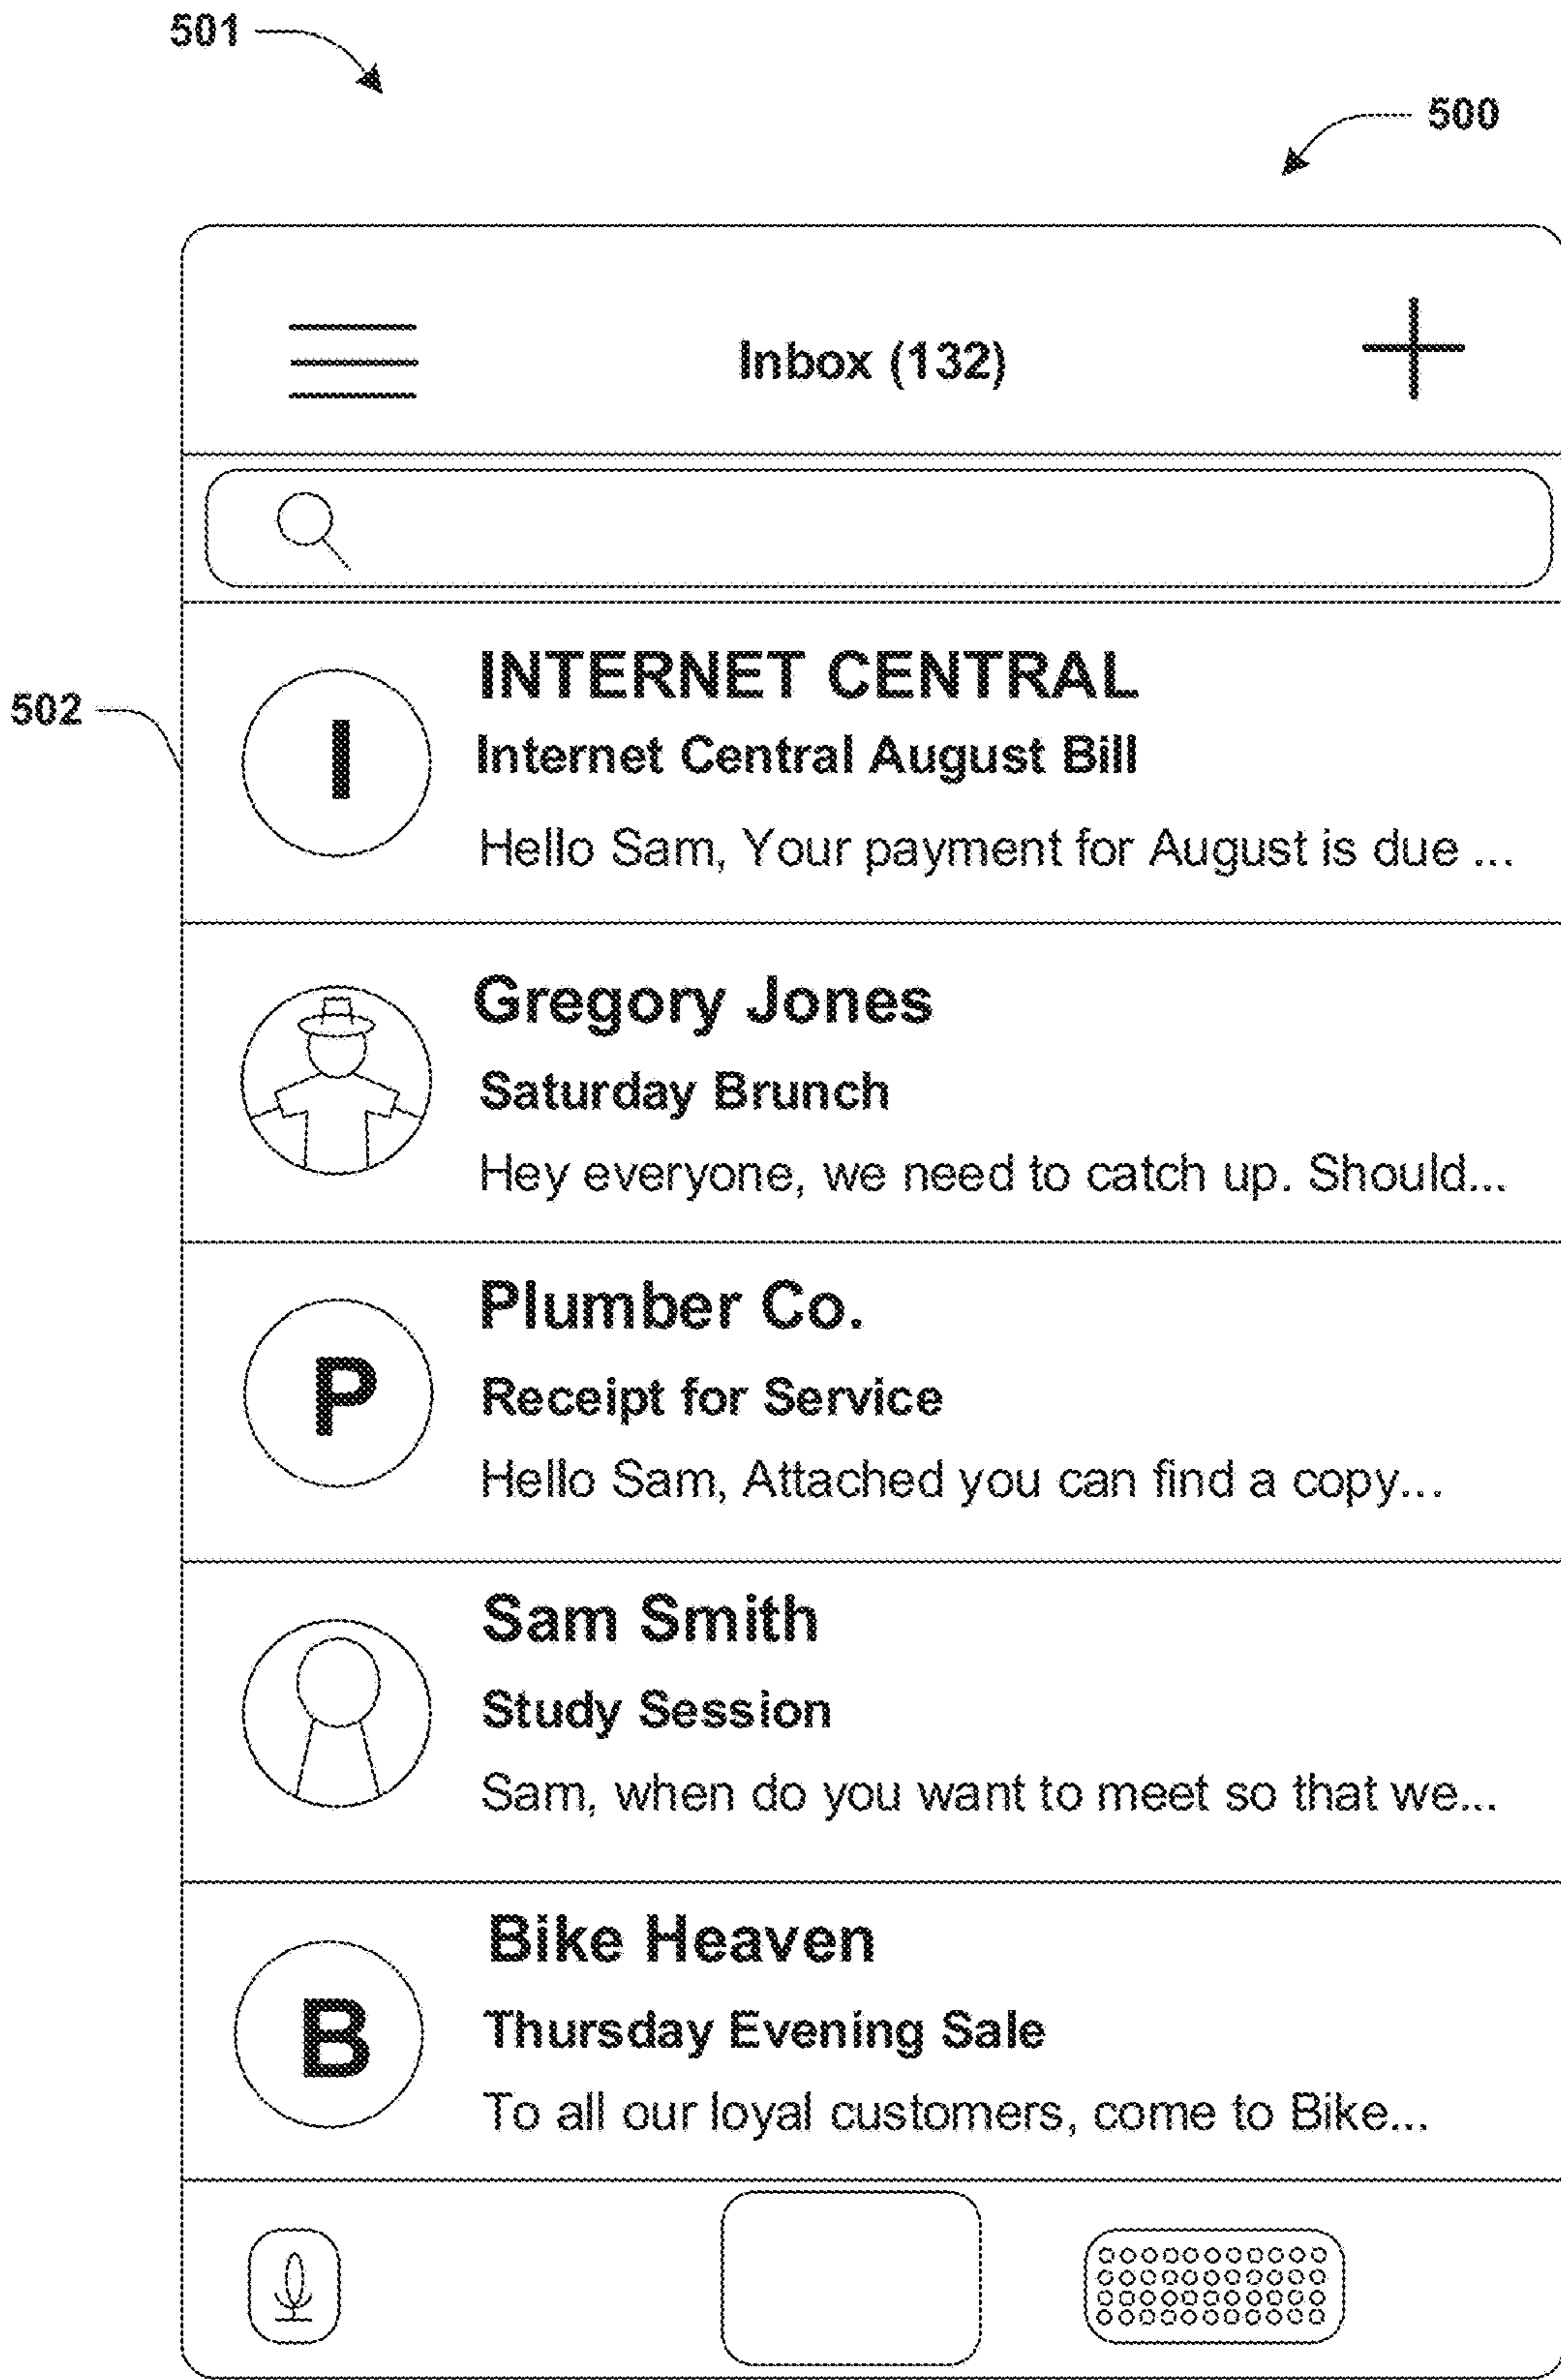 501
500
Inbox (132)
502
I
INTERNET CENTRAL
Internet Central August Bill
Hello Sam, Your payment for August is due ...
Gregory Jones
Saturday Brunch
Hey everyone, we need to catch up. Should...
P
Plumber Co.
Receipt for Service
Hello Sam, Attached you can find a copy...
Sam Smith
Study Session
Sam, when do you want to meet so that we...
B
Bike Heaven
Thursday Evening Sale
To all our loyal customers, come to Bike...